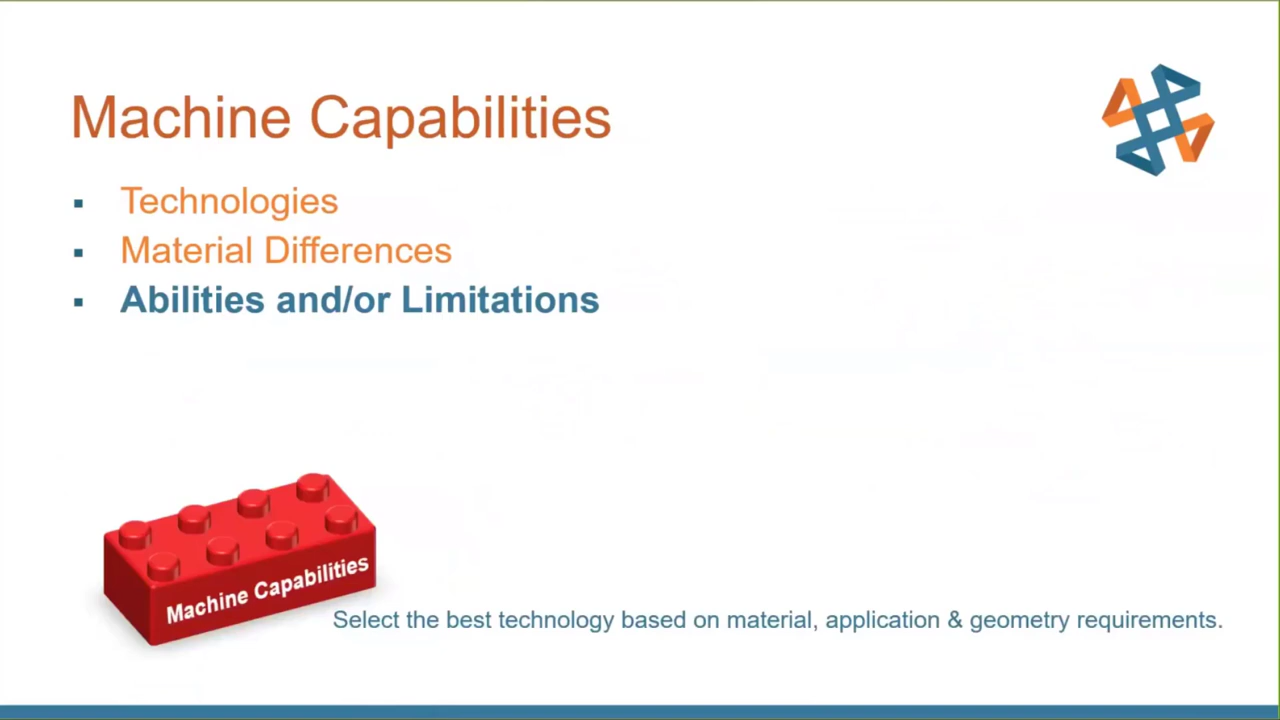 Machine Capabilities
▪ Technologies
▪ Material Differences
▪ Abilities and/or Limitations
Machine Capabilities
Select the best technology based on material, application & geometry requirements.